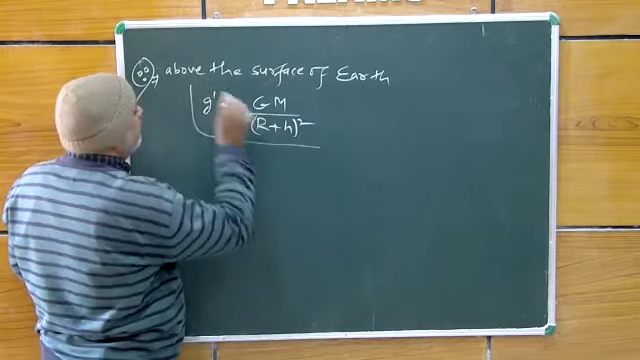 above the surface of Earth
g' GM
(R+h)²